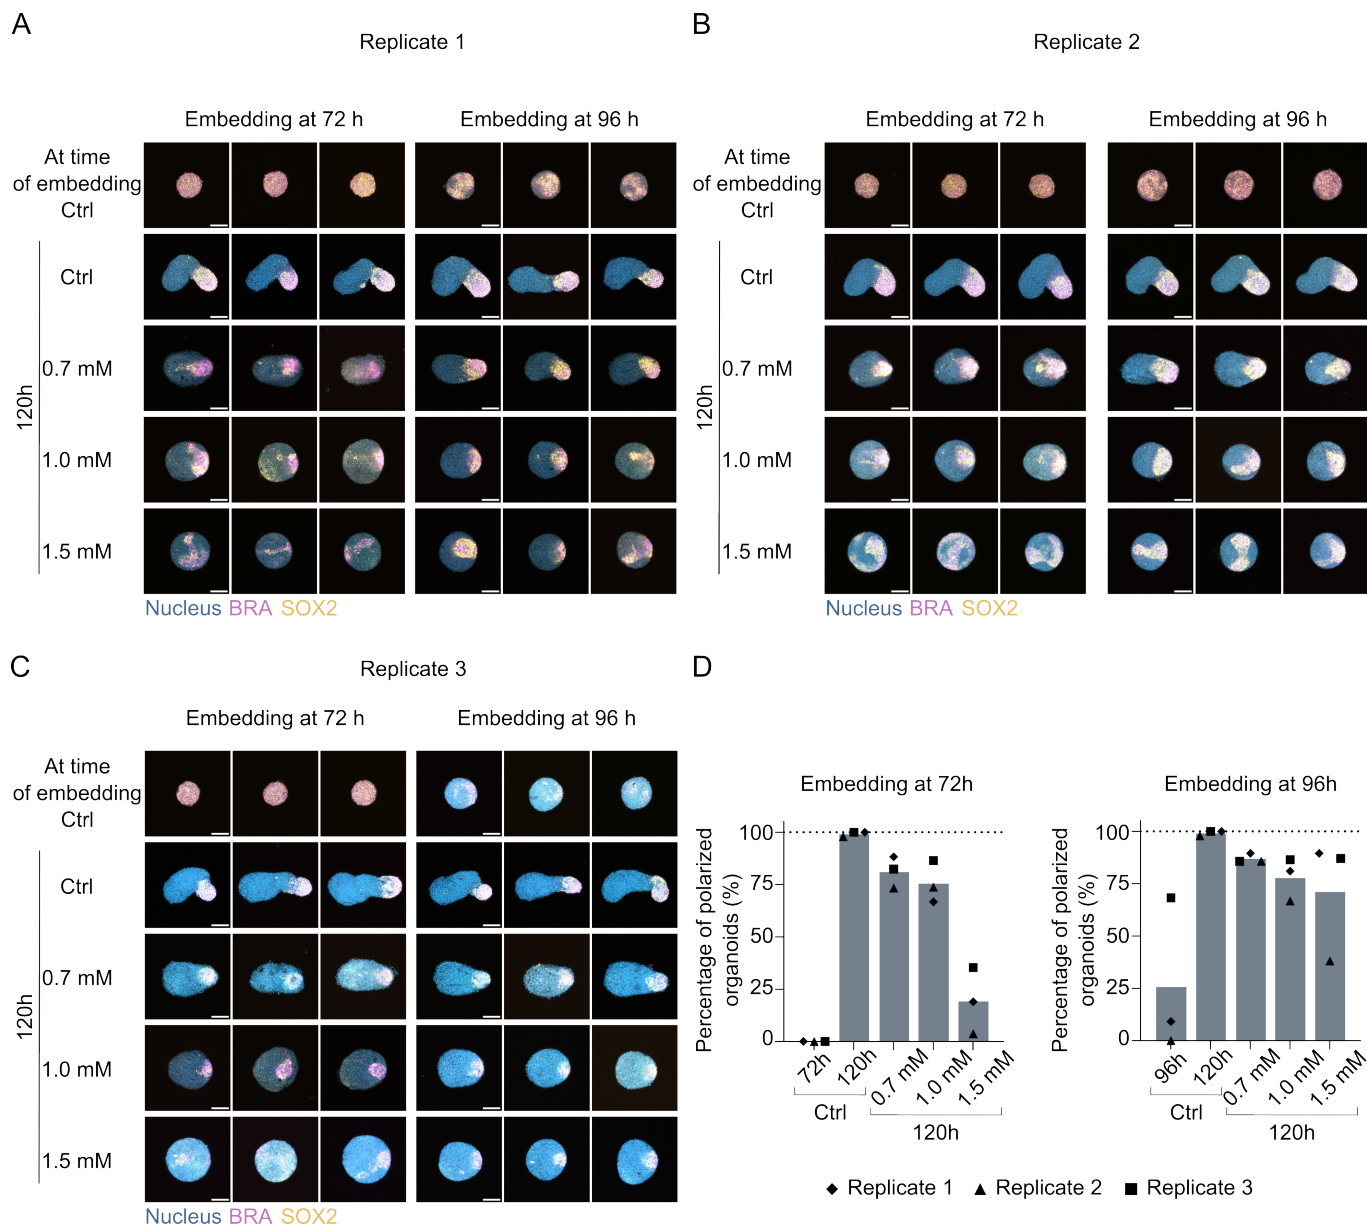 A
Replicate 1
Embedding at 72 h
Embedding at 96 h
At time
of embedding
Ctrl
120h
Ctrl
0.7 mM
1.0 mM
1.5 mM
Nucleus BRA SOX2
B
Replicate 2
Embedding at 72 h
Embedding at 96 h
At time
of embedding
Ctrl
120h
Ctrl
0.7 mM
1.0 mM
1.5 mM
Nucleus BRA SOX2
C
Replicate 3
Embedding at 72 h
Embedding at 96 h
At time
of embedding
Ctrl
120h
Ctrl
0.7 mM
1.0 mM
1.5 mM
Nucleus BRA SOX2
D
Embedding at 72h
Percentage of polarized
organoids (%)
100
75
50
25
0
72h
120h
0.7 mM
1.0 mM
1.5 mM
Ctrl
120h
Embedding at 96h
Percentage of polarized
organoids (%)
100
75
50
25
0
96h
120h
0.7 mM
1.0 mM
1.5 mM
Ctrl
120h
Replicate 1
Replicate 2
Replicate 3